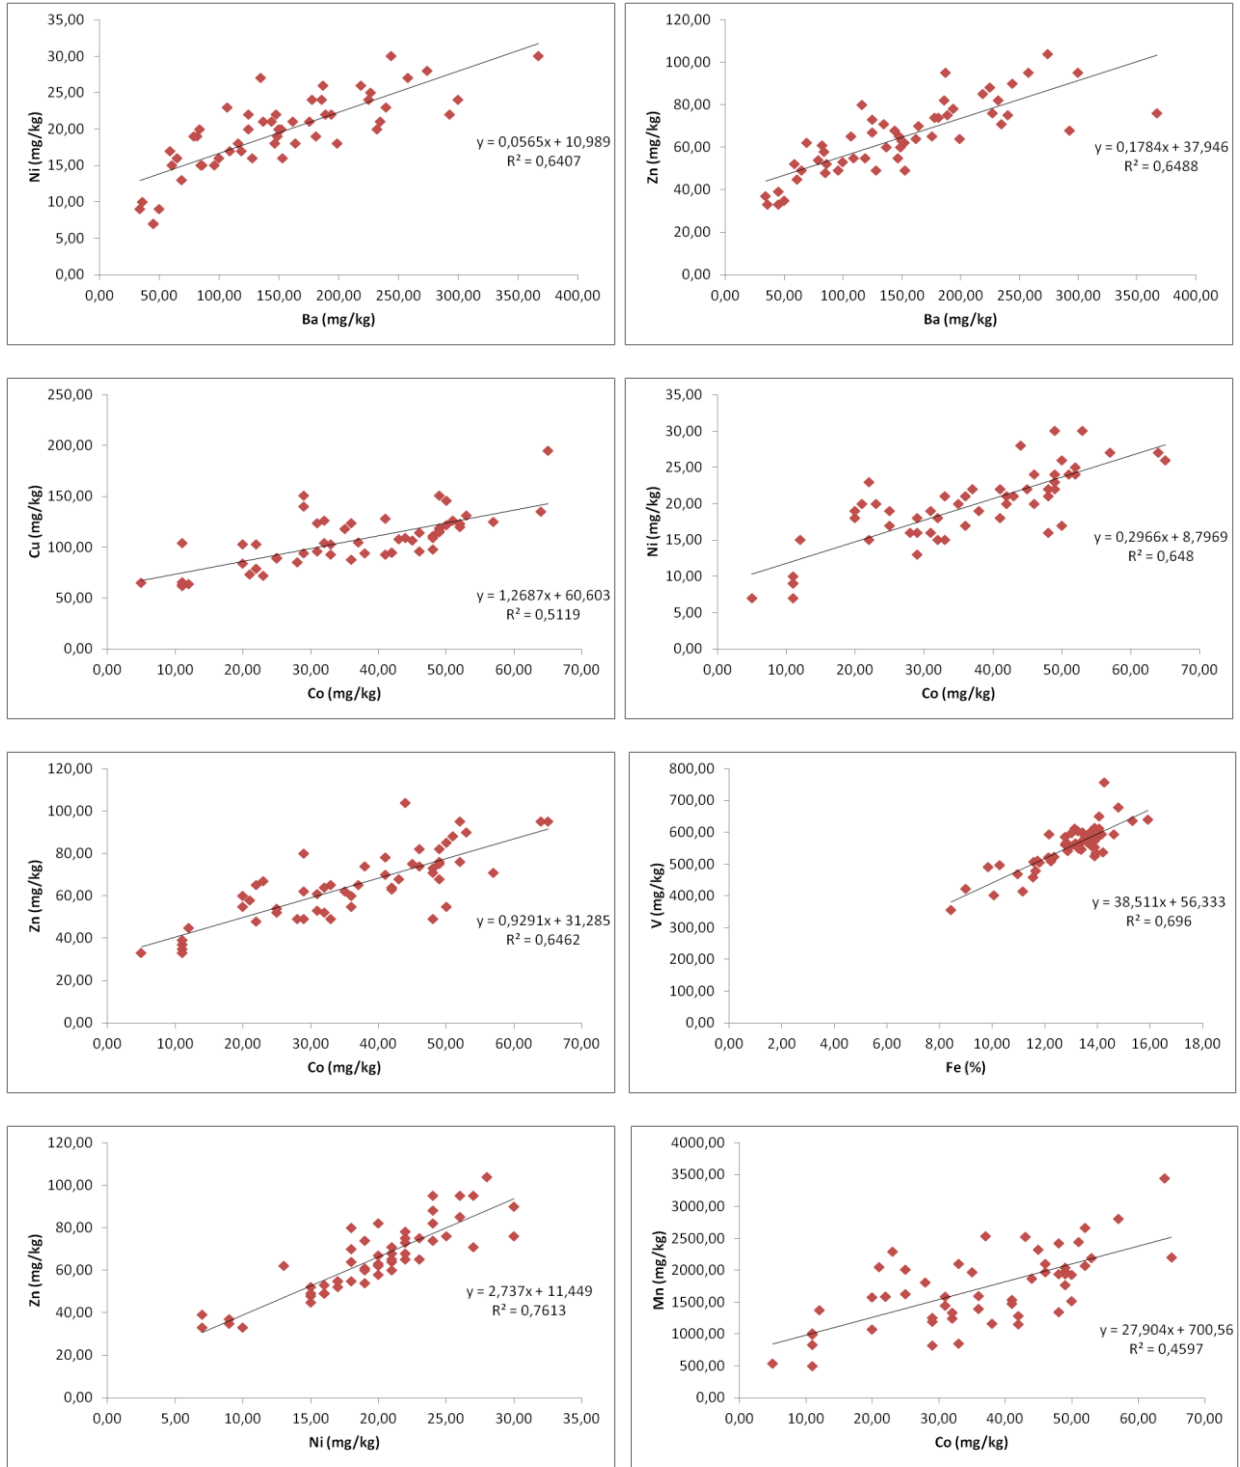 35,00
30,00
25,00
20,00
15,00
10,00
5,00
0,00
Ni (mg/kg)
y = 0,0565x + 10,989
R² = 0,6407
0,00 50,00 100,00 150,00 200,00 250,00 300,00 350,00 400,00
Ba (mg/kg)
120,00
100,00
80,00
60,00
40,00
20,00
0,00
Zn (mg/kg)
y = 0,1784x + 37,946
R² = 0,6488
0,00 50,00 100,00 150,00 200,00 250,00 300,00 350,00 400,00
Ba (mg/kg)
250,00
200,00
150,00
100,00
50,00
0,00
Cu (mg/kg)
y = 1,2687x + 60,603
R² = 0,5119
0,00 10,00 20,00 30,00 40,00 50,00 60,00 70,00
Co (mg/kg)
35,00
30,00
25,00
20,00
15,00
10,00
5,00
0,00
Ni (mg/kg)
y = 0,2966x + 8,7969
R² = 0,648
0,00 10,00 20,00 30,00 40,00 50,00 60,00 70,00
Co (mg/kg)
120,00
100,00
80,00
60,00
40,00
20,00
0,00
Zn (mg/kg)
y = 0,9291x + 31,285
R² = 0,6462
0,00 10,00 20,00 30,00 40,00 50,00 60,00 70,00
Co (mg/kg)
800,00
700,00
600,00
500,00
400,00
300,00
200,00
100,00
0,00
V (mg/kg)
y = 38,511x + 56,333
R² = 0,696
0,00 2,00 4,00 6,00 8,00 10,00 12,00 14,00 16,00 18,00
Fe (%)
120,00
100,00
80,00
60,00
40,00
20,00
0,00
Zn (mg/kg)
y = 2,737x + 11,449
R² = 0,7613
0,00 5,00 10,00 15,00 20,00 25,00 30,00 35,00
Ni (mg/kg)
4000,00
3500,00
3000,00
2500,00
2000,00
1500,00
1000,00
500,00
0,00
Mn (mg/kg)
y = 27,904x + 700,56
R² = 0,4597
0,00 10,00 20,00 30,00 40,00 50,00 60,00 70,00
Co (mg/kg)